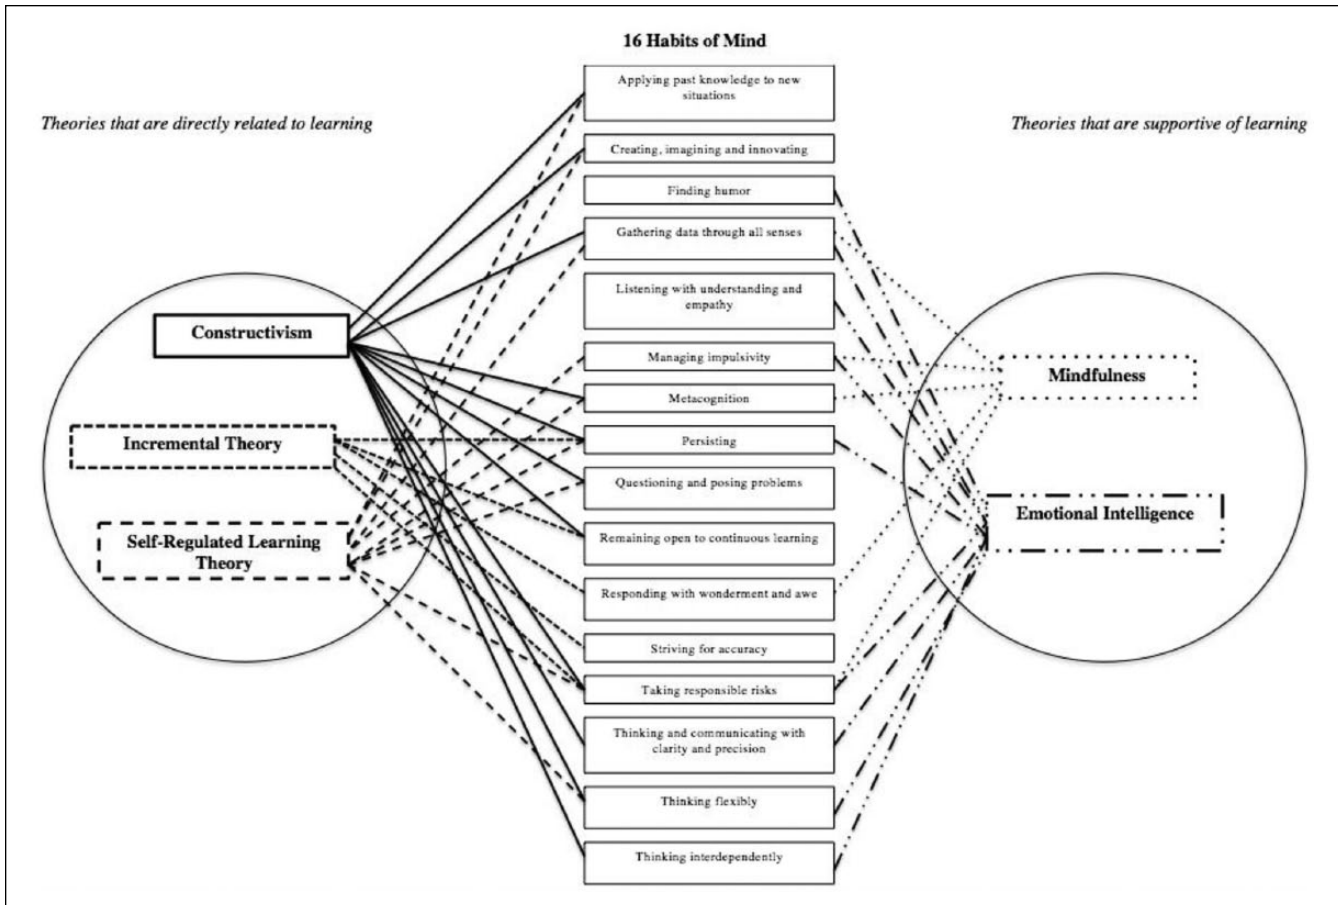 16 Habits of Mind
Theories that are directly related to learning
Theories that are supportive of learning
Applying past knowledge to new
situations
Creating, imagining and innovating
Finding humor
Gathering data through all senses
Listening with understanding and
empathy
Managing impulsivity
Metacognition
Persisting
Questioning and posing problems
Remaining open to continuous learning
Responding with wonderment and awe
Striving for accuracy
Taking responsible risks
Thinking and communicating with
clarity and precision
Thinking flexibly
Thinking interdependently
Constructivism
Incremental Theory
Self-Regulated Learning
Theory
Mindfulness
Emotional Intelligence